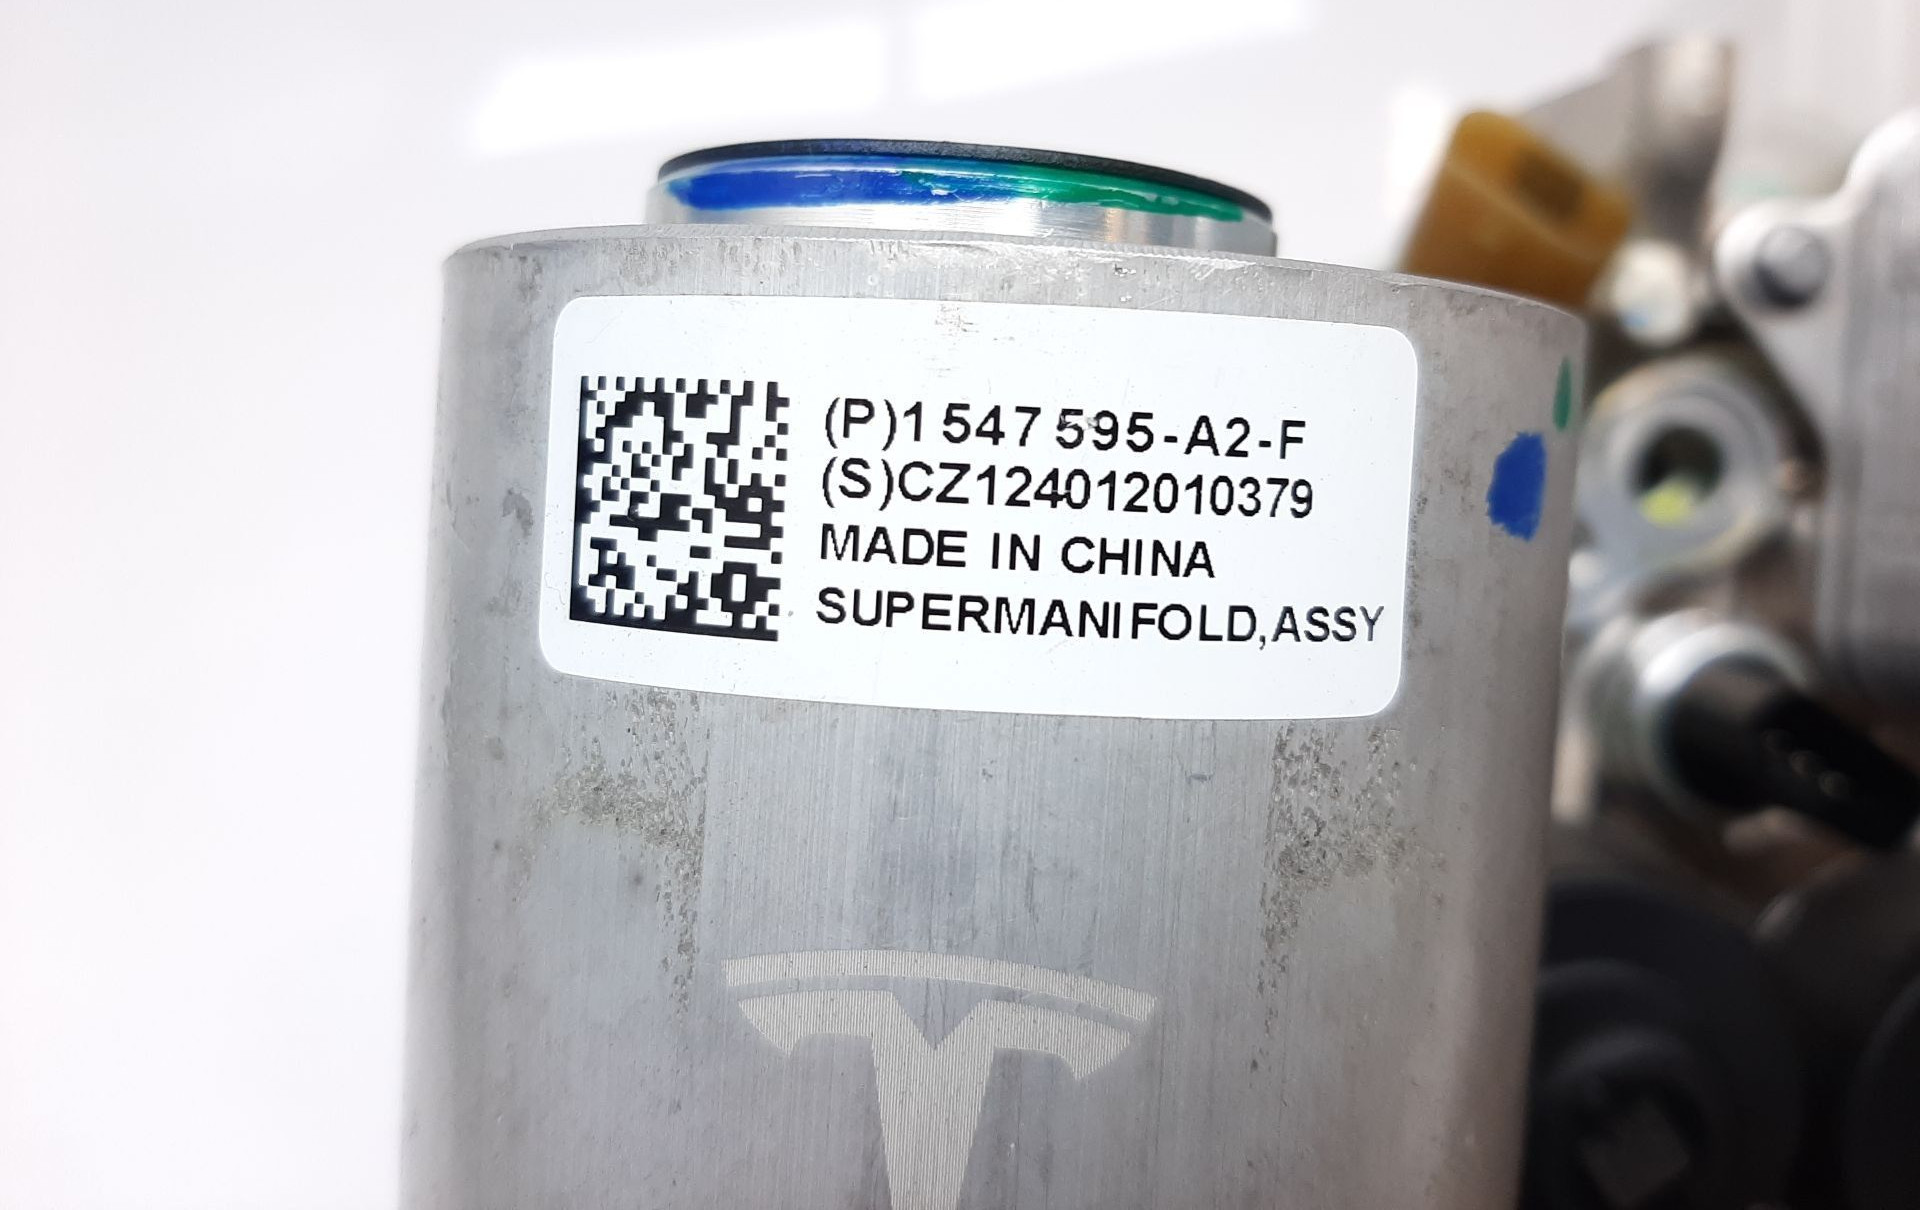 (P)1547595-A2-F
(S)CZ124012010379
MADE IN CHINA
SUPERMANIFOLD,ASSY